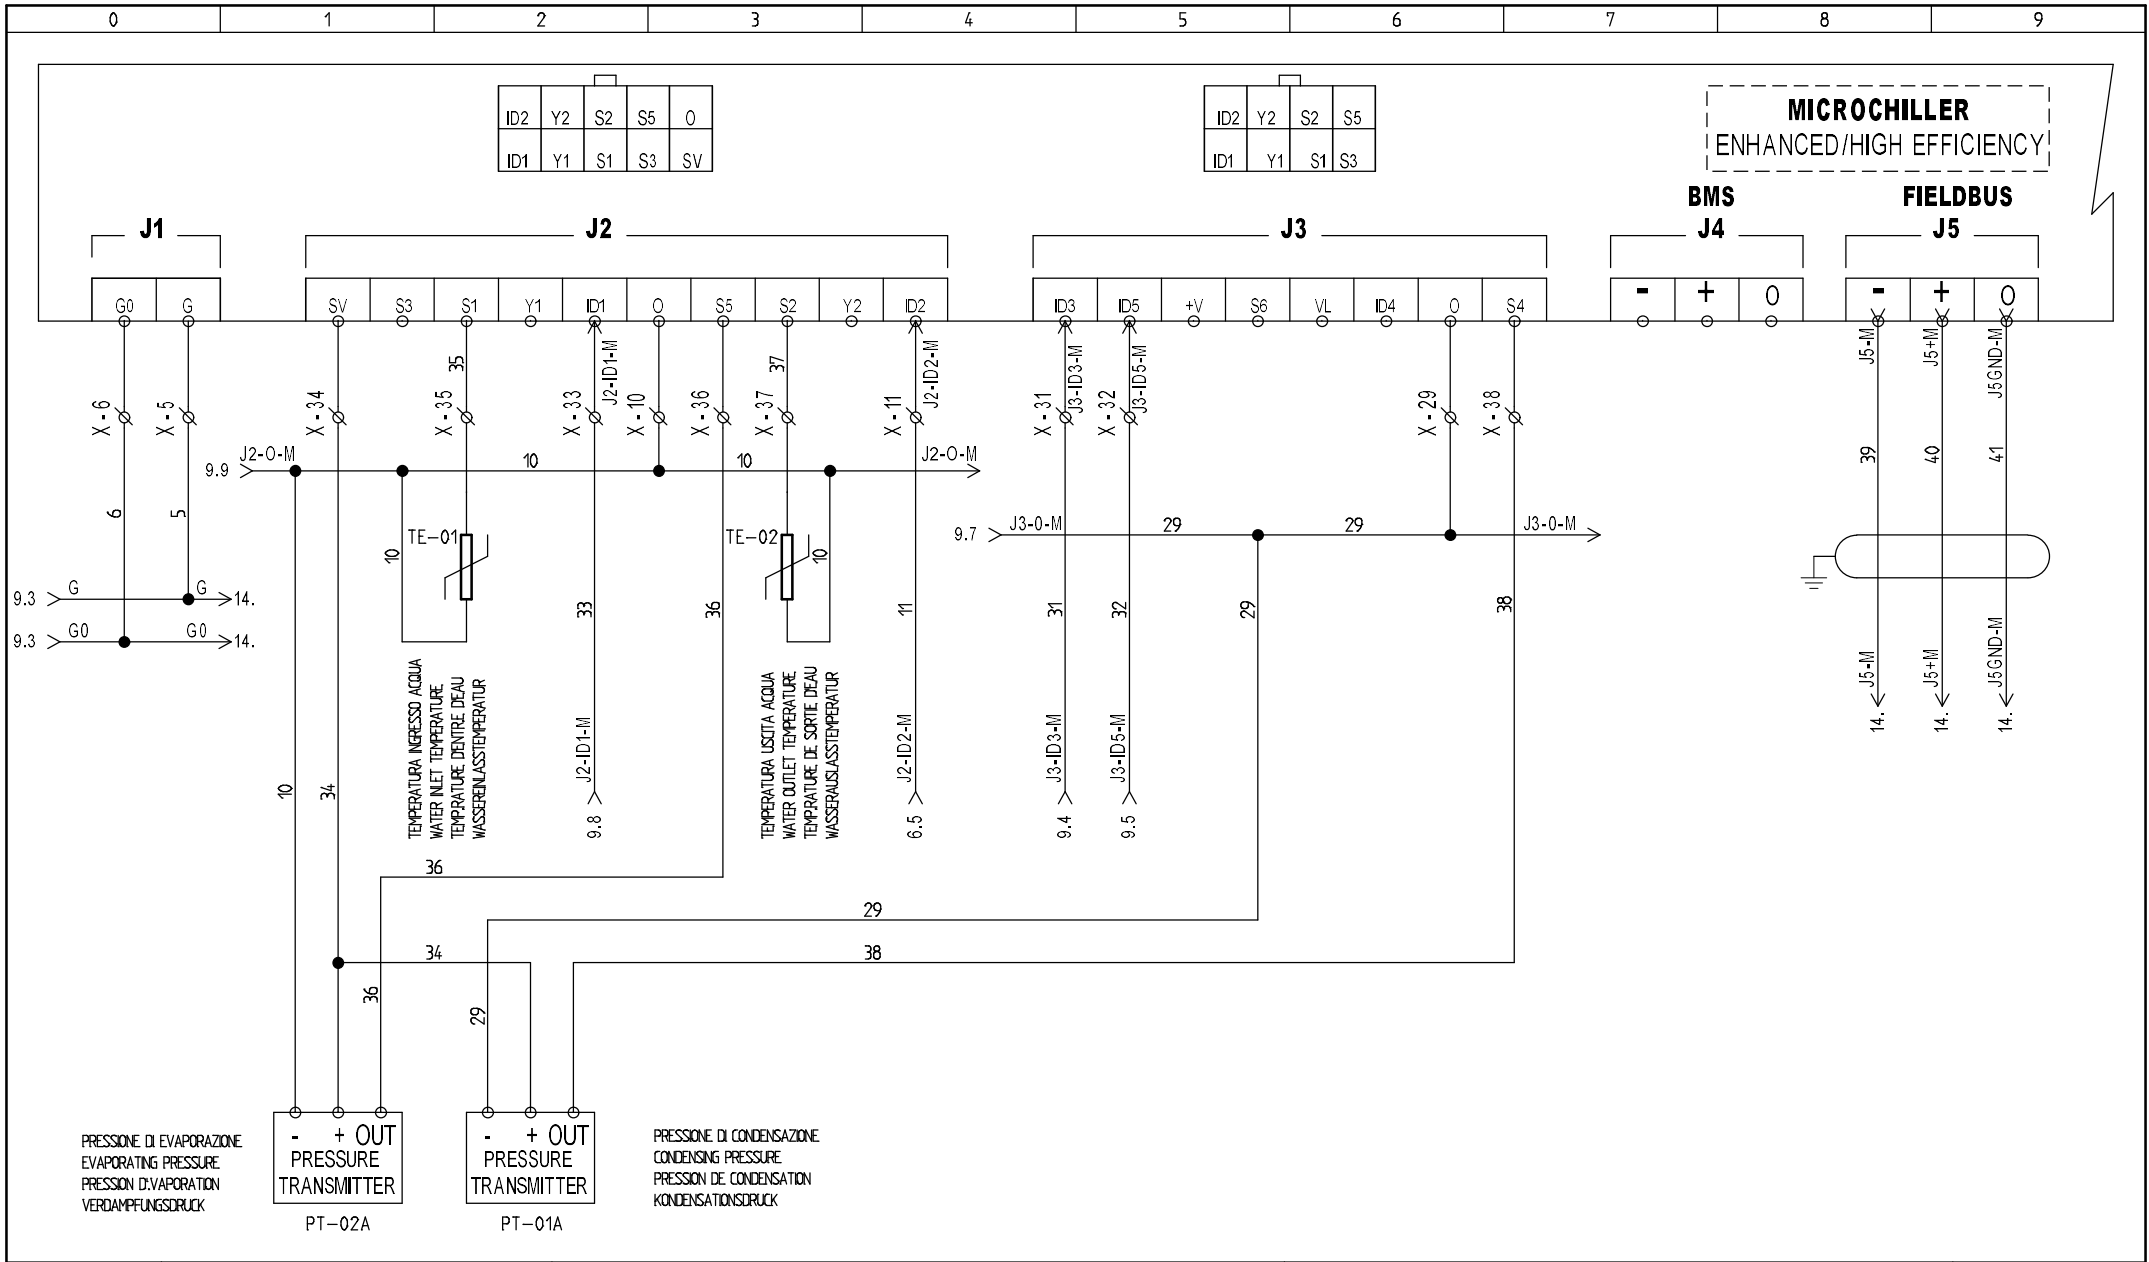 0 1 2 3 4 5 6 7 8 9
ID2 Y2 S2 S5 O
ID1 Y1 S1 S3 SV
ID2 Y2 S2 S5
ID1 Y1 S1 S3
MICROCHILLER
ENHANCED/HIGH EFFICIENCY
J1
J2
J3
BMS
J4
FIELDBUS
J5
G0 G
SV S3 S1 Y1 ID1 O S5 S2 Y2 ID2
ID3 ID5 +V S6 VL ID4 O S4
- + O
- + O
35
J2-ID1-M
37
J2-ID2-M
J3-ID3-M
J3-ID5-M
J5-M
J5+M
J5GND-M
X-6
X-5
X-34
X-35
X-33
X-10
X-36
X-37
X-11
X-31
X-32
X-29
X-38
9.9
J2-O-M
10
10
J2-O-M
39
40
41
6
5
9.7
J3-0-M
29
29
J3-0-M
TE-01
10
TE-02
10
9.3
G
G
14.
9.3
G0
G0
14.
33
36
11
31
32
29
38
J5-M
J5+M
J5GND-M
14.
14.
14.
TEMPERATURA INGRESSO ACQUA
WATER INLET TEMPERATURE
TEMP.RATURE D'ENTRE D'EAU
WASSEREINLASSTEMPERATUR
TEMPERATURA USCITA ACQUA
WATER OUTLET TEMPERATURE
TEMP.RATURE DE SORTIE D'EAU
WASSERAUSLASSTEMPERATUR
10
34
J2-ID1-M
J2-ID2-M
J3-ID3-M
J3-ID5-M
9.8
6.5
9.4
9.5
36
29
34
38
36
29
PRESSIONE DI EVAPORAZIONE
EVAPORATING PRESSURE
PRESSION D'.VAPORATION
VERDAMPFUNGSDRUCK
- + OUT
PRESSURE
TRANSMITTER
PT-02A
- + OUT
PRESSURE
TRANSMITTER
PT-01A
PRESSIONE DI CONDENSAZIONE
CONDENSING PRESSURE
PRESSION DE CONDENSATION
KONDENSATIONSDRUCK